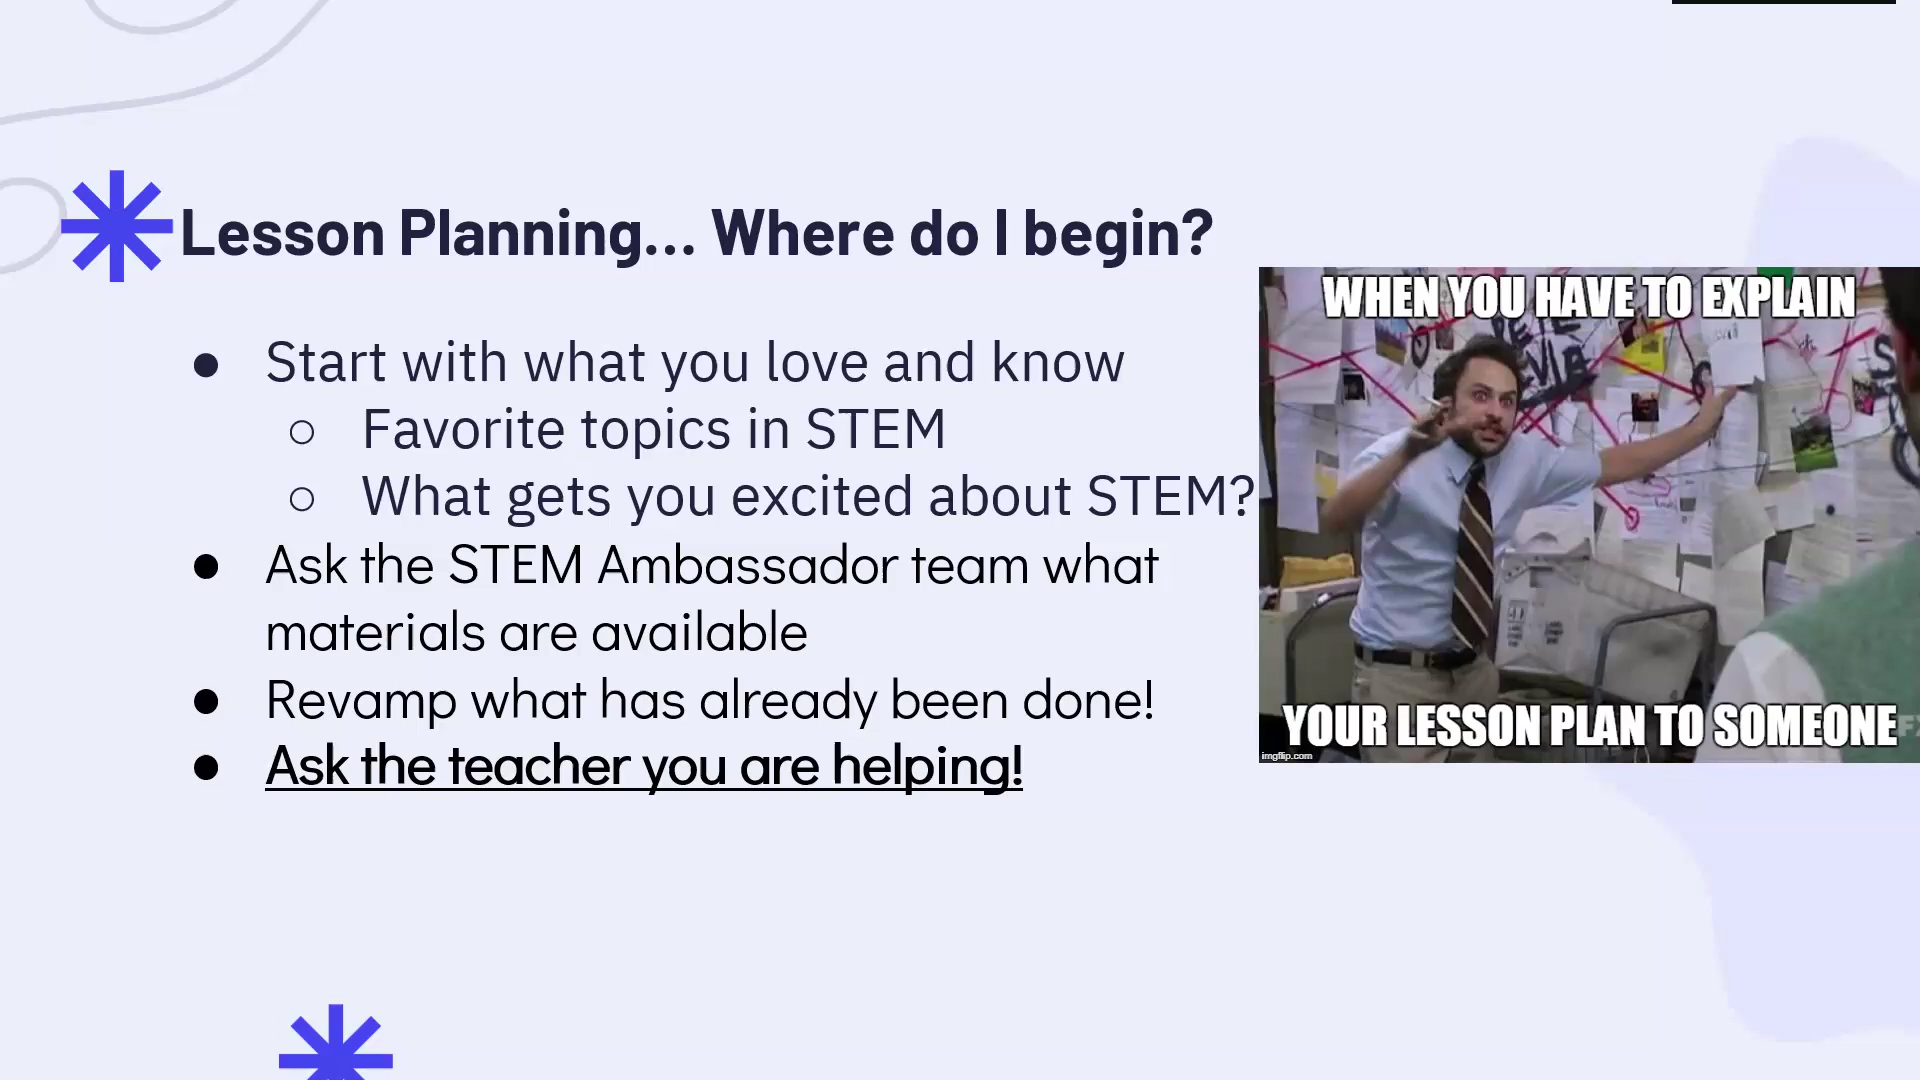 Lesson Planning... Where do I begin?
● Start with what you love and know
○ Favorite topics in STEM
○ What gets you excited about STEM?
● Ask the STEM Ambassador team what
materials are available
● Revamp what has already been done!
● Ask the teacher you are helping!
WHEN YOU HAVE TO EXPLAIN
YOUR LESSON PLAN TO SOMEONE
imgflip.com